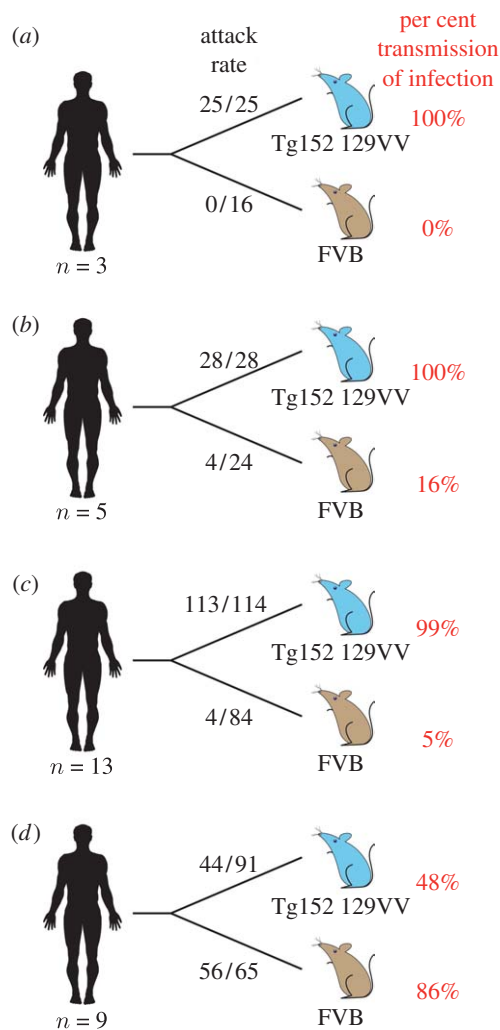 (a)
attack
rate
per cent
transmission
of infection
25/25
100%
Tg152 129VV
0/16
0%
FVB
n = 3
(b)
28/28
100%
Tg152 129VV
4/24
16%
FVB
n = 5
(c)
113/114
99%
Tg152 129VV
4/84
5%
FVB
n = 13
(d)
44/91
48%
Tg152 129VV
56/65
86%
FVB
n = 9